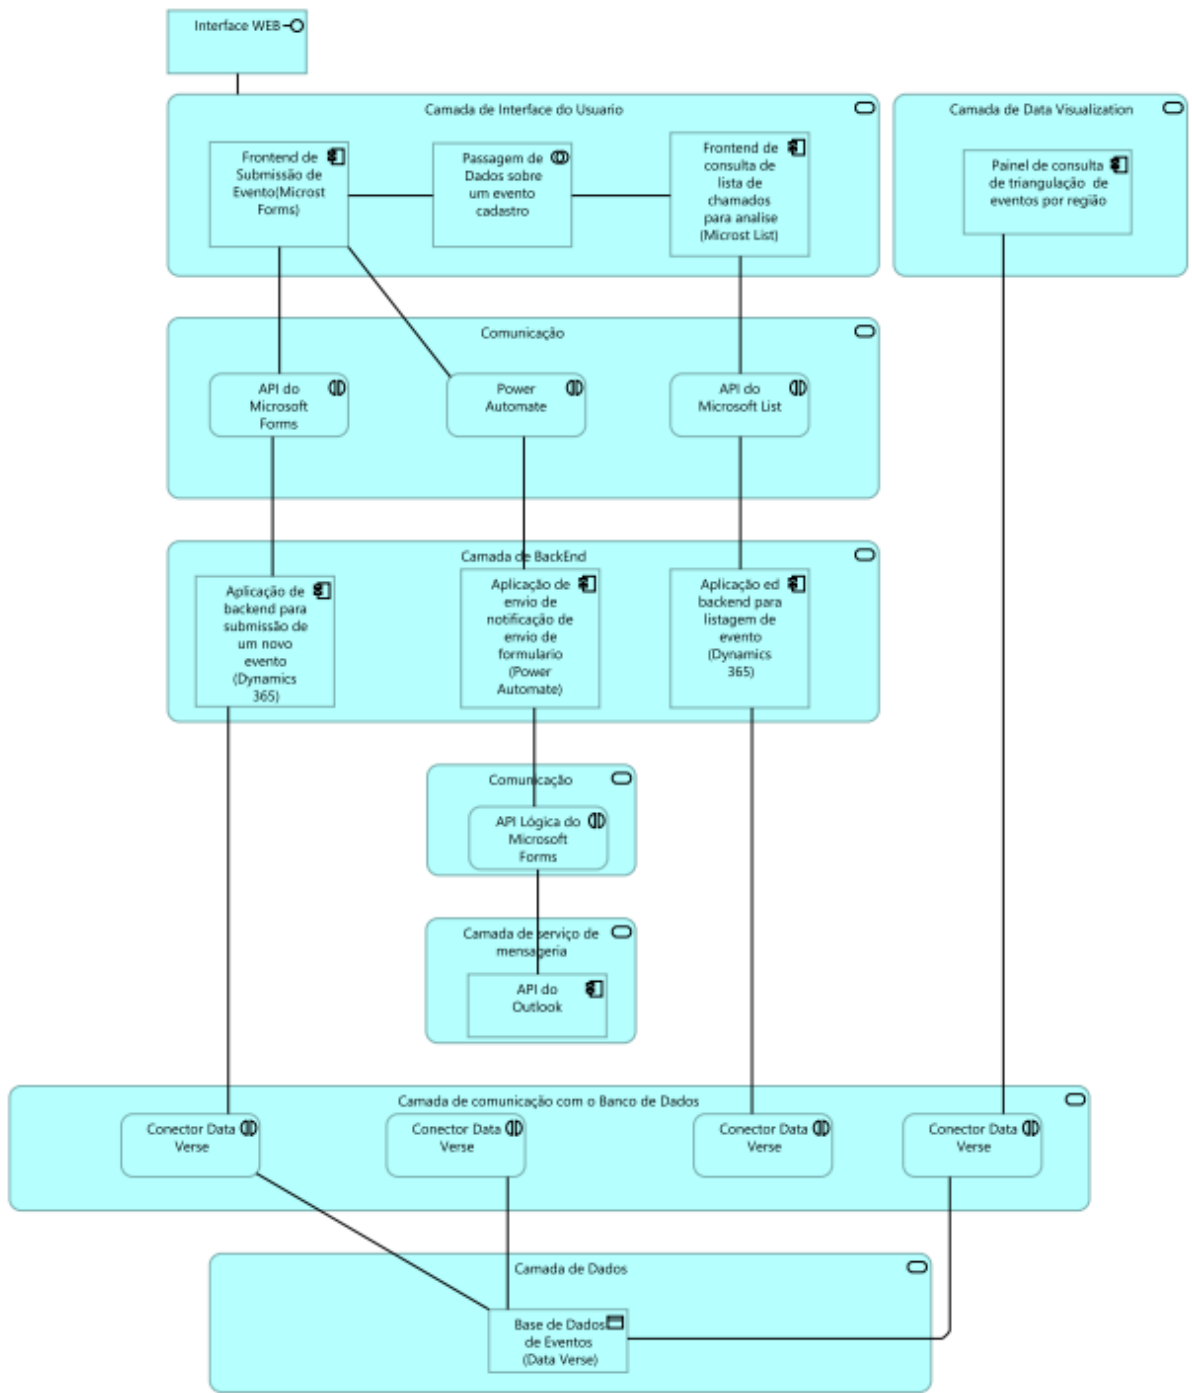 Interface WEB
Camada de Interface do Usuario
Frontend de
Submissão de
Evento(Microst
Forms)
Passagem de
Dados sobre
um evento
cadastro
Frontend de
consulta de
lista de
chamados
para analise
(Microst List)
Camada de Data Visualization
Painel de consulta
de triangulação de
eventos por região
Comunicação
API do
Microsoft
Forms
Power
Automate
API do
Microsoft List
Camada de BackEnd
Aplicação de
backend para
submissão de
um novo
evento
(Dynamics
365)
Aplicação de
envio de
notificação de
envio de
formulario
(Power
Automate)
Aplicação ed
backend para
listagem de
evento
(Dynamics
365)
Comunicação
API Lógica do
Microsoft
Forms
Camada de serviço de
mensageria
API do
Outlook
Camada de comunicação com o Banco de Dados
Conector Data
Verse
Conector Data
Verse
Conector Data
Verse
Conector Data
Verse
Camada de Dados
Base de Dados
de Eventos
(Data Verse)